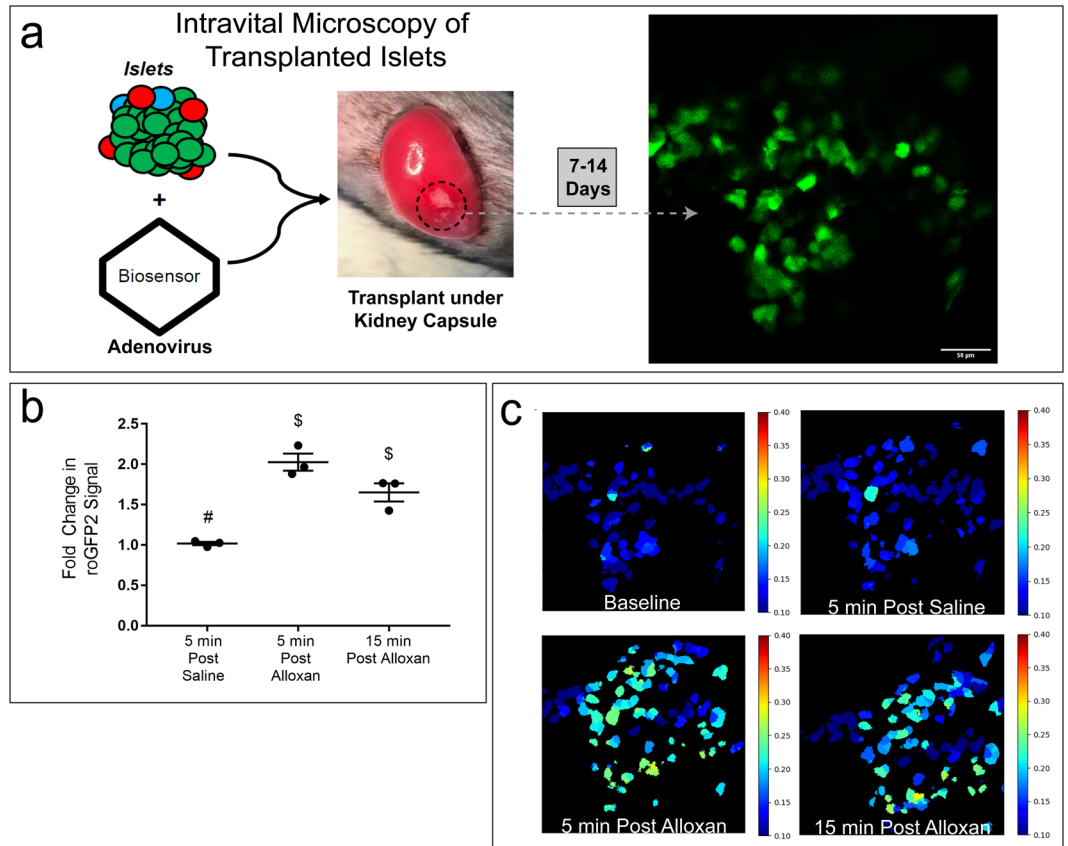 a
Intravital Microscopy of
Transplanted Islets
Islets
+
Biosensor
Adenovirus
Transplant under
Kidney Capsule
7-14
Days
50 µm
b
Fold Change in
roGFP2 Signal
2.5
2.0
1.5
1.0
0.5
0.0
#
$
$
5 min
Post
Saline
5 min
Post
Alloxan
15 min
Post Alloxan
c
0.40
0.35
0.30
0.25
0.20
0.15
0.10
Baseline
0.40
0.35
0.30
0.25
0.20
0.15
0.10
5 min Post Saline
0.40
0.35
0.30
0.25
0.20
0.15
0.10
5 min Post Alloxan
0.40
0.35
0.30
0.25
0.20
0.15
0.10
15 min Post Alloxan